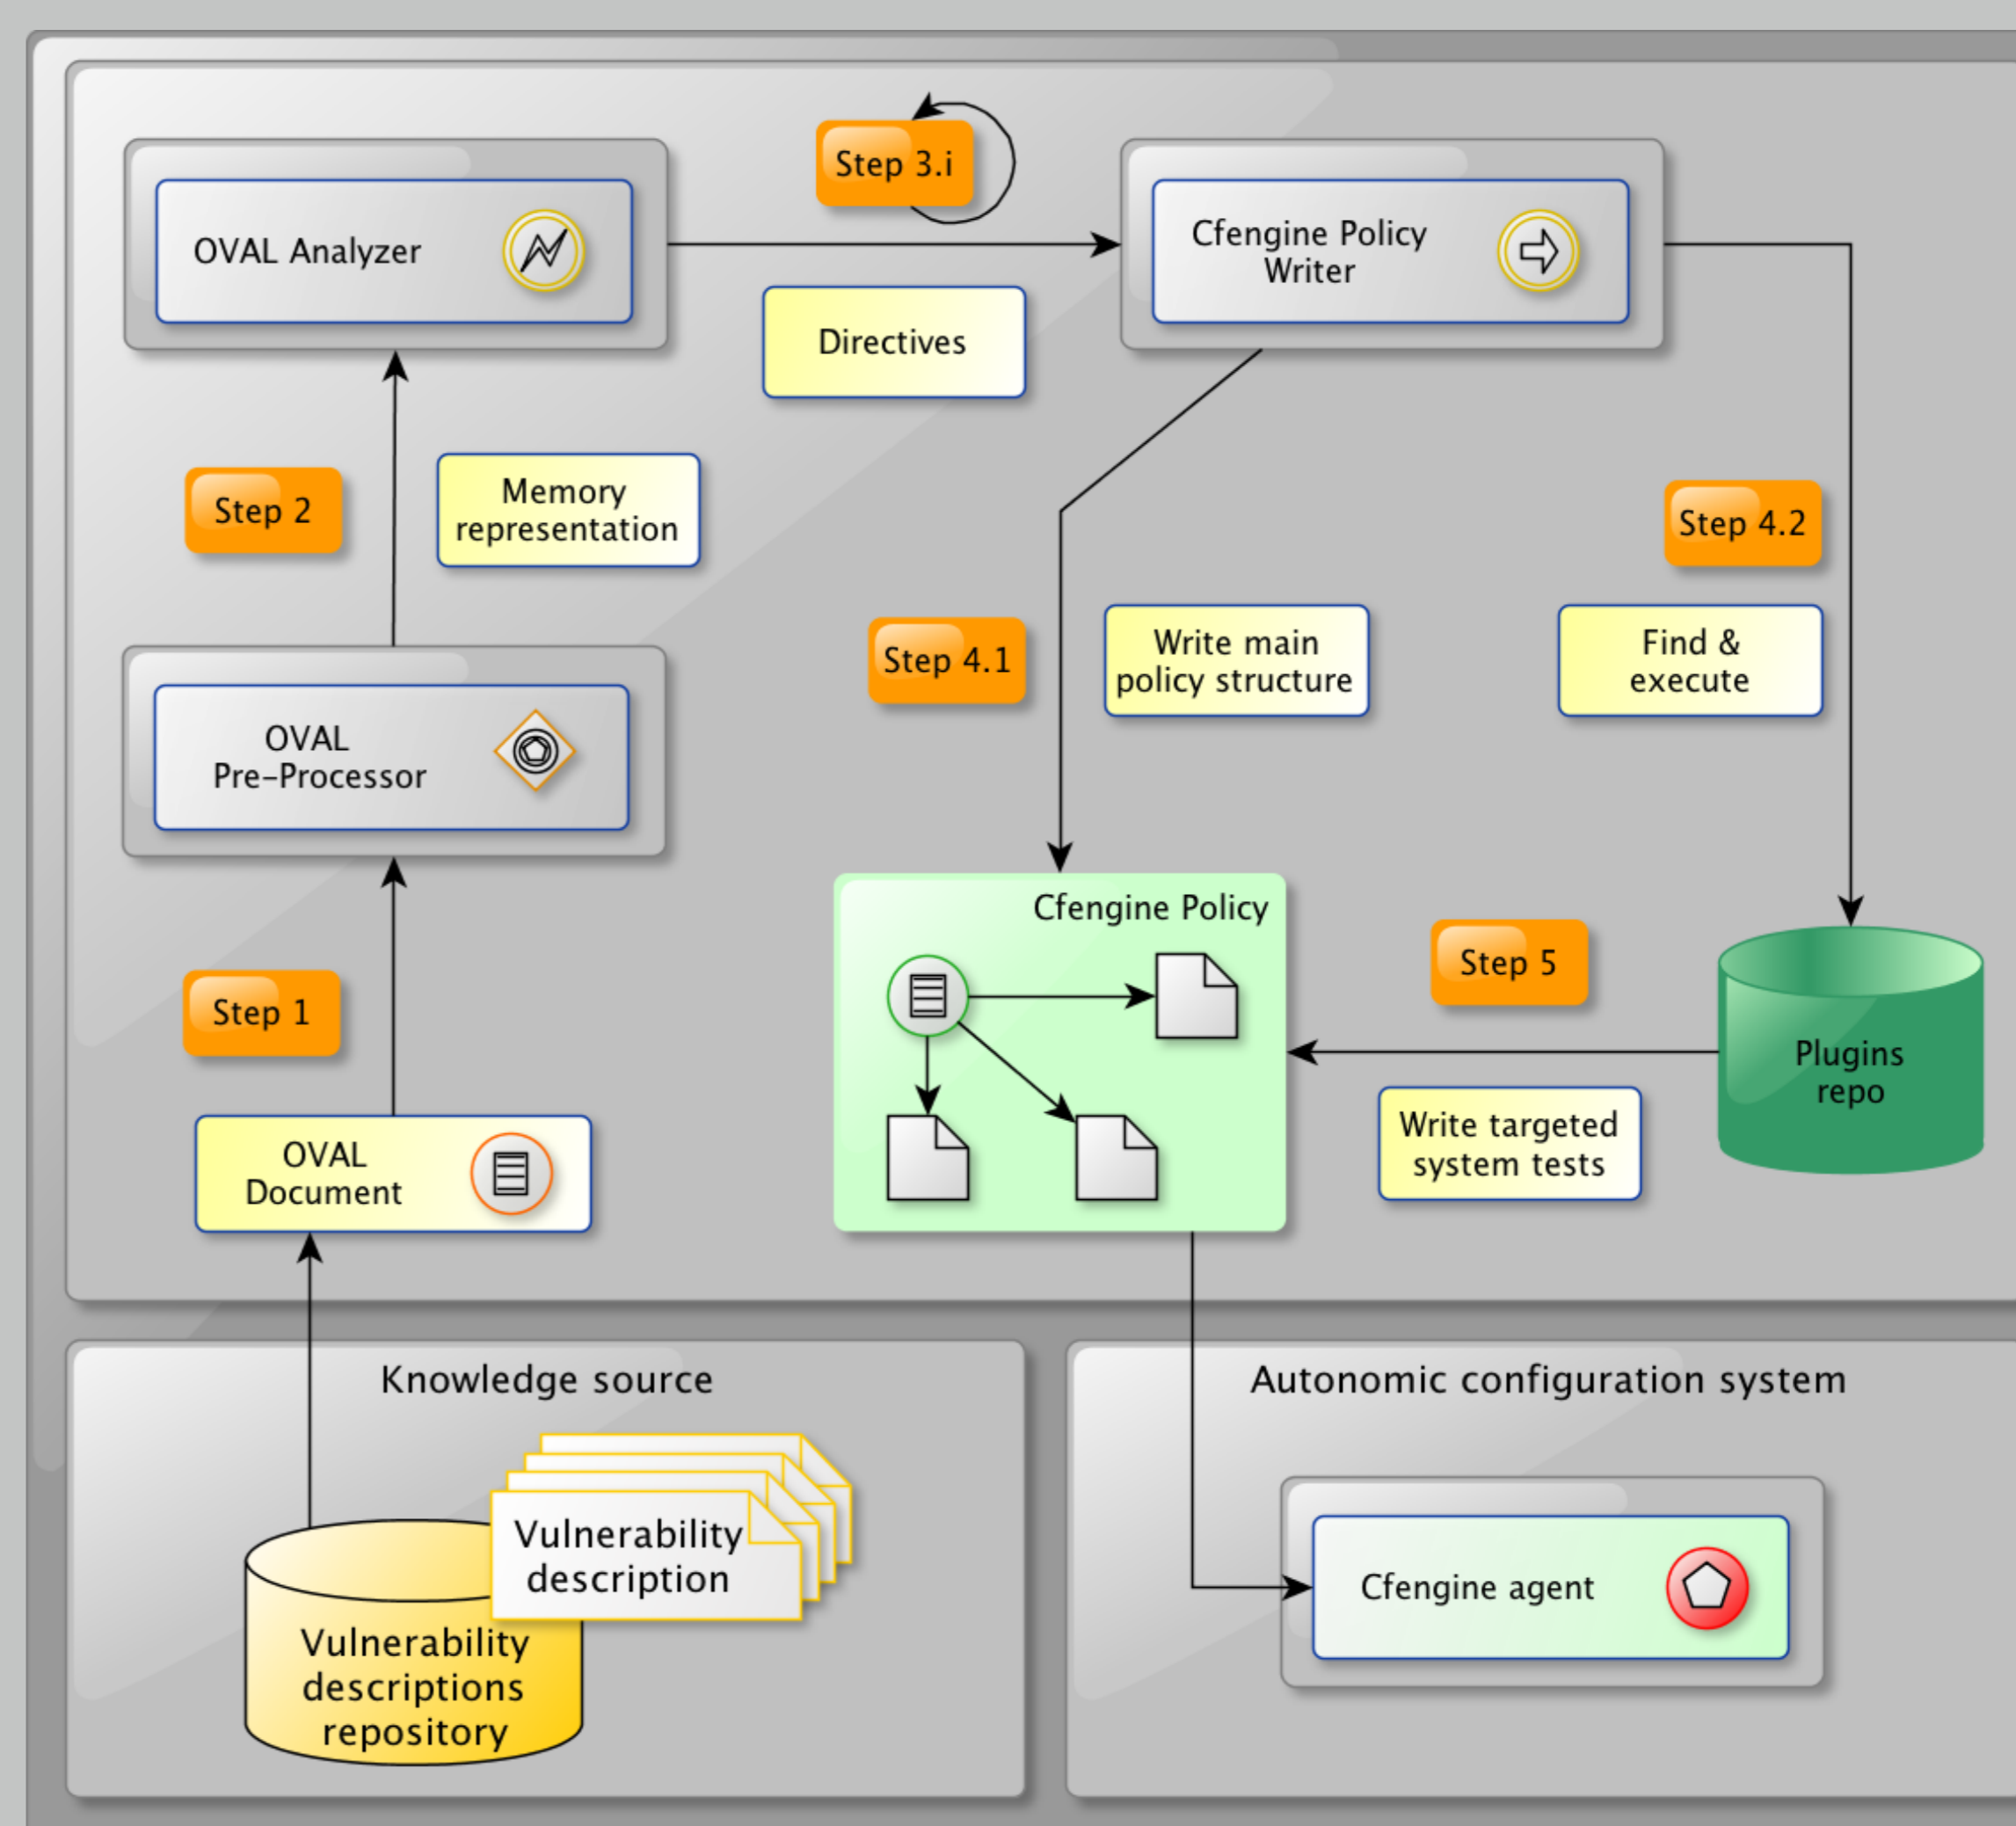 Step 3.i
OVAL Analyzer
Cfengine Policy
Writer
Directives
Step 2
Memory
representation
Step 4.2
Step 4.1
Write main
policy structure
Find &
execute
OVAL
Pre-Processor
Cfengine Policy
Step 5
Step 1
Plugins
repo
Write targeted
system tests
OVAL
Document
Knowledge source
Autonomic configuration system
Vulnerability
description
Cfengine agent
Vulnerability
descriptions
repository